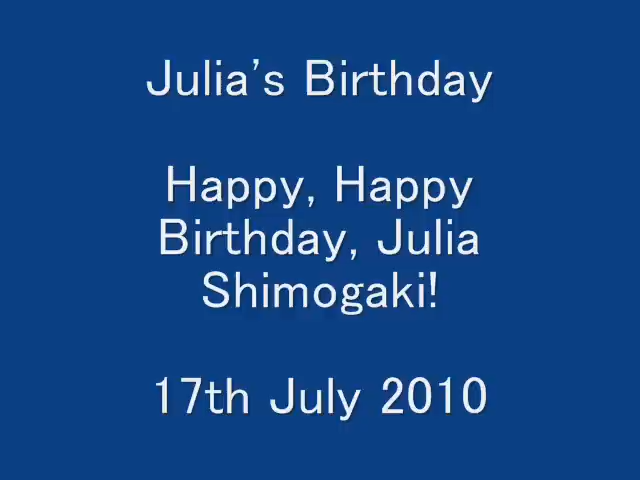 Julia's Birthday
Happy, Happy
Birthday, Julia
Shimogaki!
17th July 2010